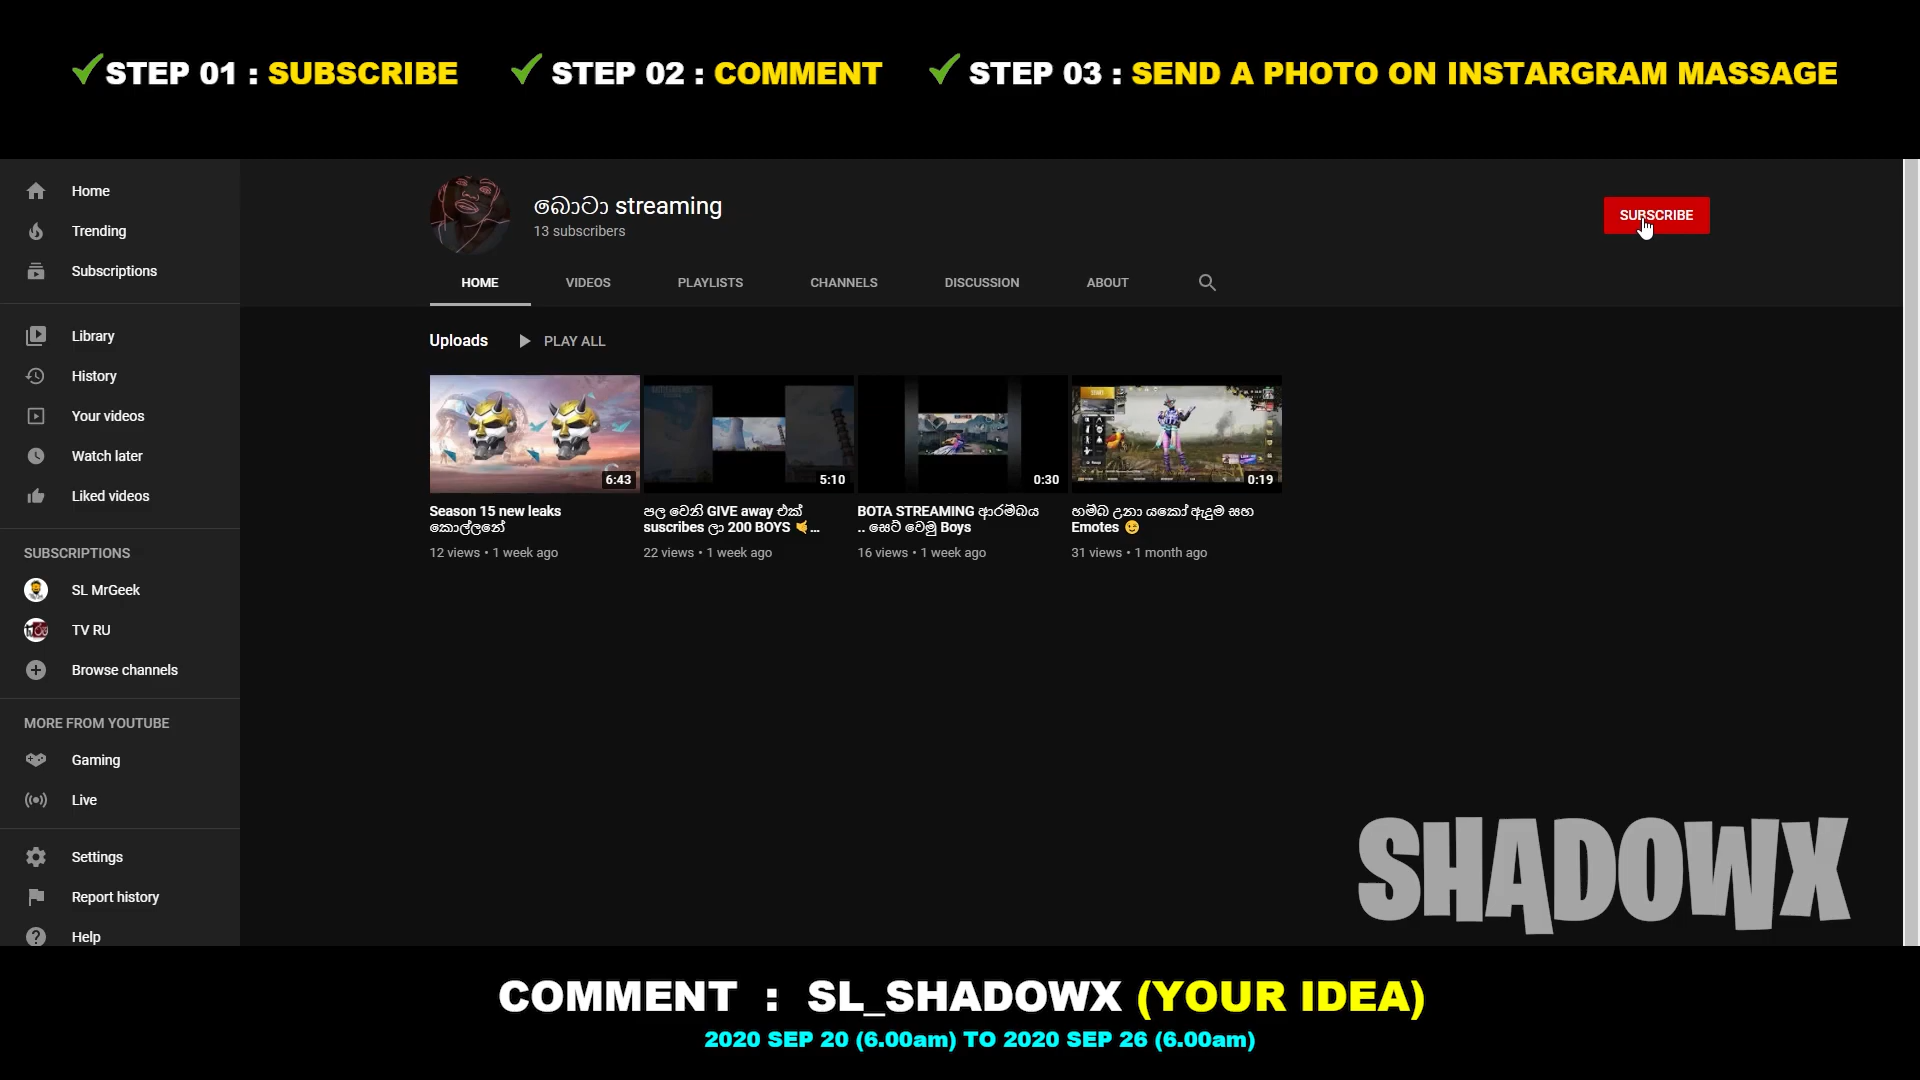 STEP 01 : SUBSCRIBE
STEP 02 : COMMENT
STEP 03 : SEND A PHOTO ON INSTARGRAM MASSAGE
Home
Trending
Subscriptions
Library
History
Your videos
Watch later
Liked videos
SUBSCRIPTIONS
SL MrGeek
TV RU
Browse channels
MORE FROM YOUTUBE
Gaming
Live
Settings
Report history
Help
බොටා streaming
13 subscribers
SUBSCRIBE
HOME VIDEOS PLAYLISTS CHANNELS DISCUSSION ABOUT
Uploads PLAY ALL
6:43
Season 15 new leaks
කොල්ලනේ
12 views • 1 week ago
5:10
පල වෙනි GIVE away එක්
suscribes ලා 200 BOYS 🤙...
22 views • 1 week ago
0:30
BOTA STREAMING ආරම්බය
.. සෙට් වෙමු Boys
16 views • 1 week ago
START
0:19
හම්බ උනා යකෝ ඇදුම් සහ
Emotes 😉
31 views • 1 month ago
SHADOWX
COMMENT : SL_SHADOWX (YOUR IDEA)
2020 SEP 20 (6.00am) TO 2020 SEP 26 (6.00am)